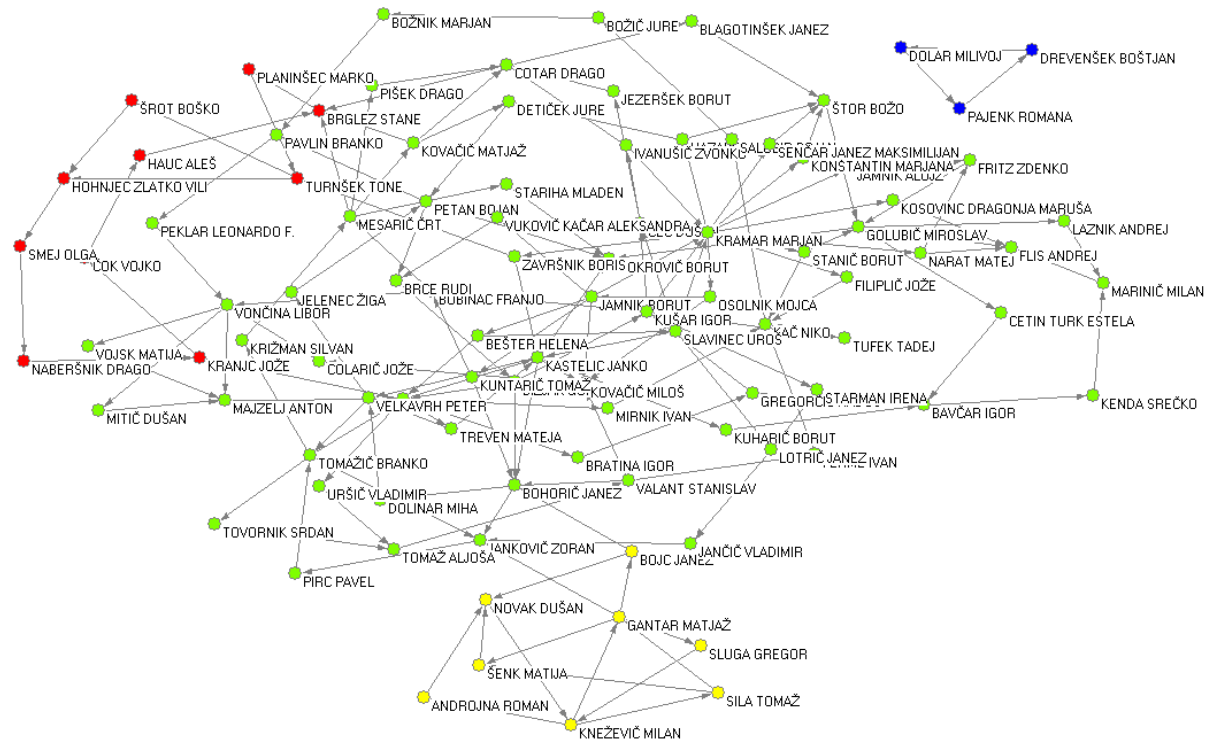 BOŽNIK MARJAN
BOŽIČ JURE
BLAGOTINŠEK JANEZ
DOLAR MILIVOJ
DREVENŠEK BOŠTJAN
PLANINŠEC MARKO
COTAR DRAGO
PIŠEK DRAGO
JEZERŠEK BORUT
ŠROT BOŠKO
BRGLEZ STANE
DETIČEK JURE
ŠTOR BOŽO
PAJENK ROMANA
PAVLIN BRANKO
KOVAČIČ MATJAŽ
IVANUŠIČ ZVONKO
SENČAR JANEZ MAKSIMILIJAN
HAUC ALEŠ
KONSTANTIN MARJANA
FRITZ ZDENKO
JAMNIK ALOJZ
HOHNJEC ZLATKO VILI
TURNŠEK TONE
STARIHA MLADEN
PETAN BOJAN
KOSOVINC DRAGONJA MARUŠA
PEKLAR LEONARDO F.
MESARIČ ČRT
VUKOVIČ KAČAR ALEKSANDRA
LAZNIK ANDREJ
KRAMAR MARJAN
GOLUBIČ MIROSLAV
SMEJ OLGA
ČOK VOJKO
ZAVRŠNIK BORIS
OKROVIČ BORUT
STANIČ BORUT
NARAT MATEJ
FLIS ANDREJ
BRCE RUDI
FILIPLIČ JOŽE
MARINIČ MILAN
JELENEC ŽIGA
BUBINAC FRANJO
JAMNIK BORUT
OSOLNIK MOJCA
VONČINA LIBOR
KUŠAR IGOR
CETIN TURK ESTELA
KAČ NIKO
VOJSK MATIJA
KRIŽMAN SILVAN
BEŠTER HELENA
SLAVINEC UROŠ
TUFEK TADEJ
NABERŠNIK DRAGO
KRANJC JOŽE
COLARIČ JOŽE
KASTELIC JANKO
KUNTARIČ TOMAŽ
KOVAČIČ MILOŠ
STARMAN IRENA
MITIČ DUŠAN
MAJZELJ ANTON
VELKAVRH PETER
MIRNIK IVAN
BAVČAR IGOR
KENDA SREČKO
TREVEN MATEJA
KUHARIČ BORUT
TOMAŽIČ BRANKO
BRATINA IGOR
LOTRIČ JANEZ
URŠIČ VLADIMIR
BOHORIČ JANEZ
VALANT STANISLAV
DOLINAR MIHA
TOVORNIK SRDAN
TOMAŽ ALJOŠA
JANKOVIČ ZORAN
JANČIČ VLADIMIR
BOJC JANEZ
PIRC PAVEL
NOVAK DUŠAN
GANTAR MATJAŽ
SLUGA GREGOR
ŠENK MATIJA
ANDROJNA ROMAN
SILA TOMAŽ
KNEŽEVIČ MILAN